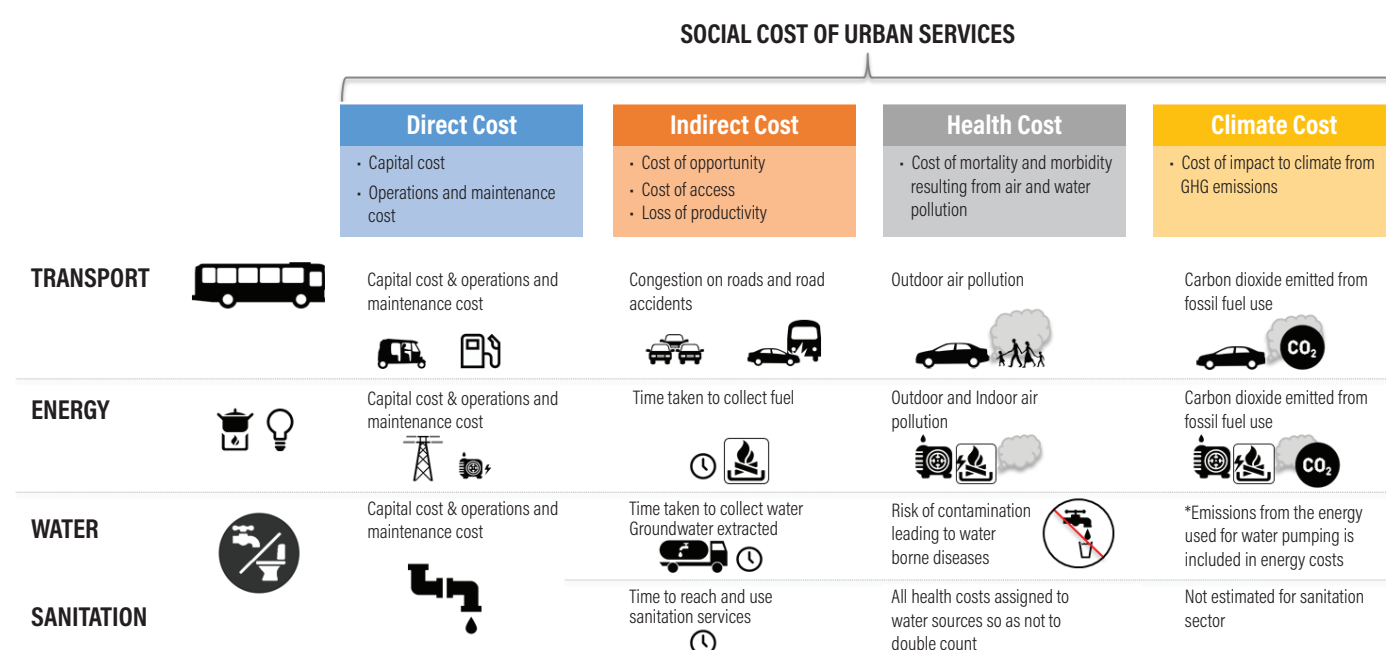 SOCIAL COST OF URBAN SERVICES
Direct Cost
• Capital cost
• Operations and maintenance
cost
Indirect Cost
• Cost of opportunity
• Cost of access
• Loss of productivity
Health Cost
• Cost of mortality and morbidity
resulting from air and water
pollution
Climate Cost
• Cost of impact to climate from
GHG emissions
TRANSPORT
Capital cost & operations and
maintenance cost
Congestion on roads and road
accidents
Outdoor air pollution
Carbon dioxide emitted from
fossil fuel use
CO₂
ENERGY
Capital cost & operations and
maintenance cost
Time taken to collect fuel
Outdoor and Indoor air
pollution
Carbon dioxide emitted from
fossil fuel use
CO₂
WATER
Capital cost & operations and
maintenance cost
Time taken to collect water
Groundwater extracted
Risk of contamination
leading to water
borne diseases
*Emissions from the energy
used for water pumping is
included in energy costs
SANITATION
Time to reach and use
sanitation services
All health costs assigned to
water sources so as not to
double count
Not estimated for sanitation
sector